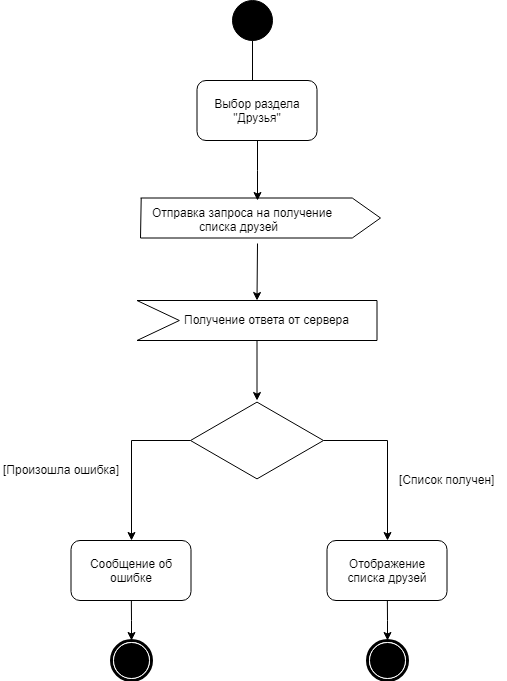 Выбор раздела
"Друзья"
Отправка запроса на получение
списка друзей
Получение ответа от сервера
[Произошла ошибка]
[Список получен]
Сообщение об
ошибке
Отображение
списка друзей